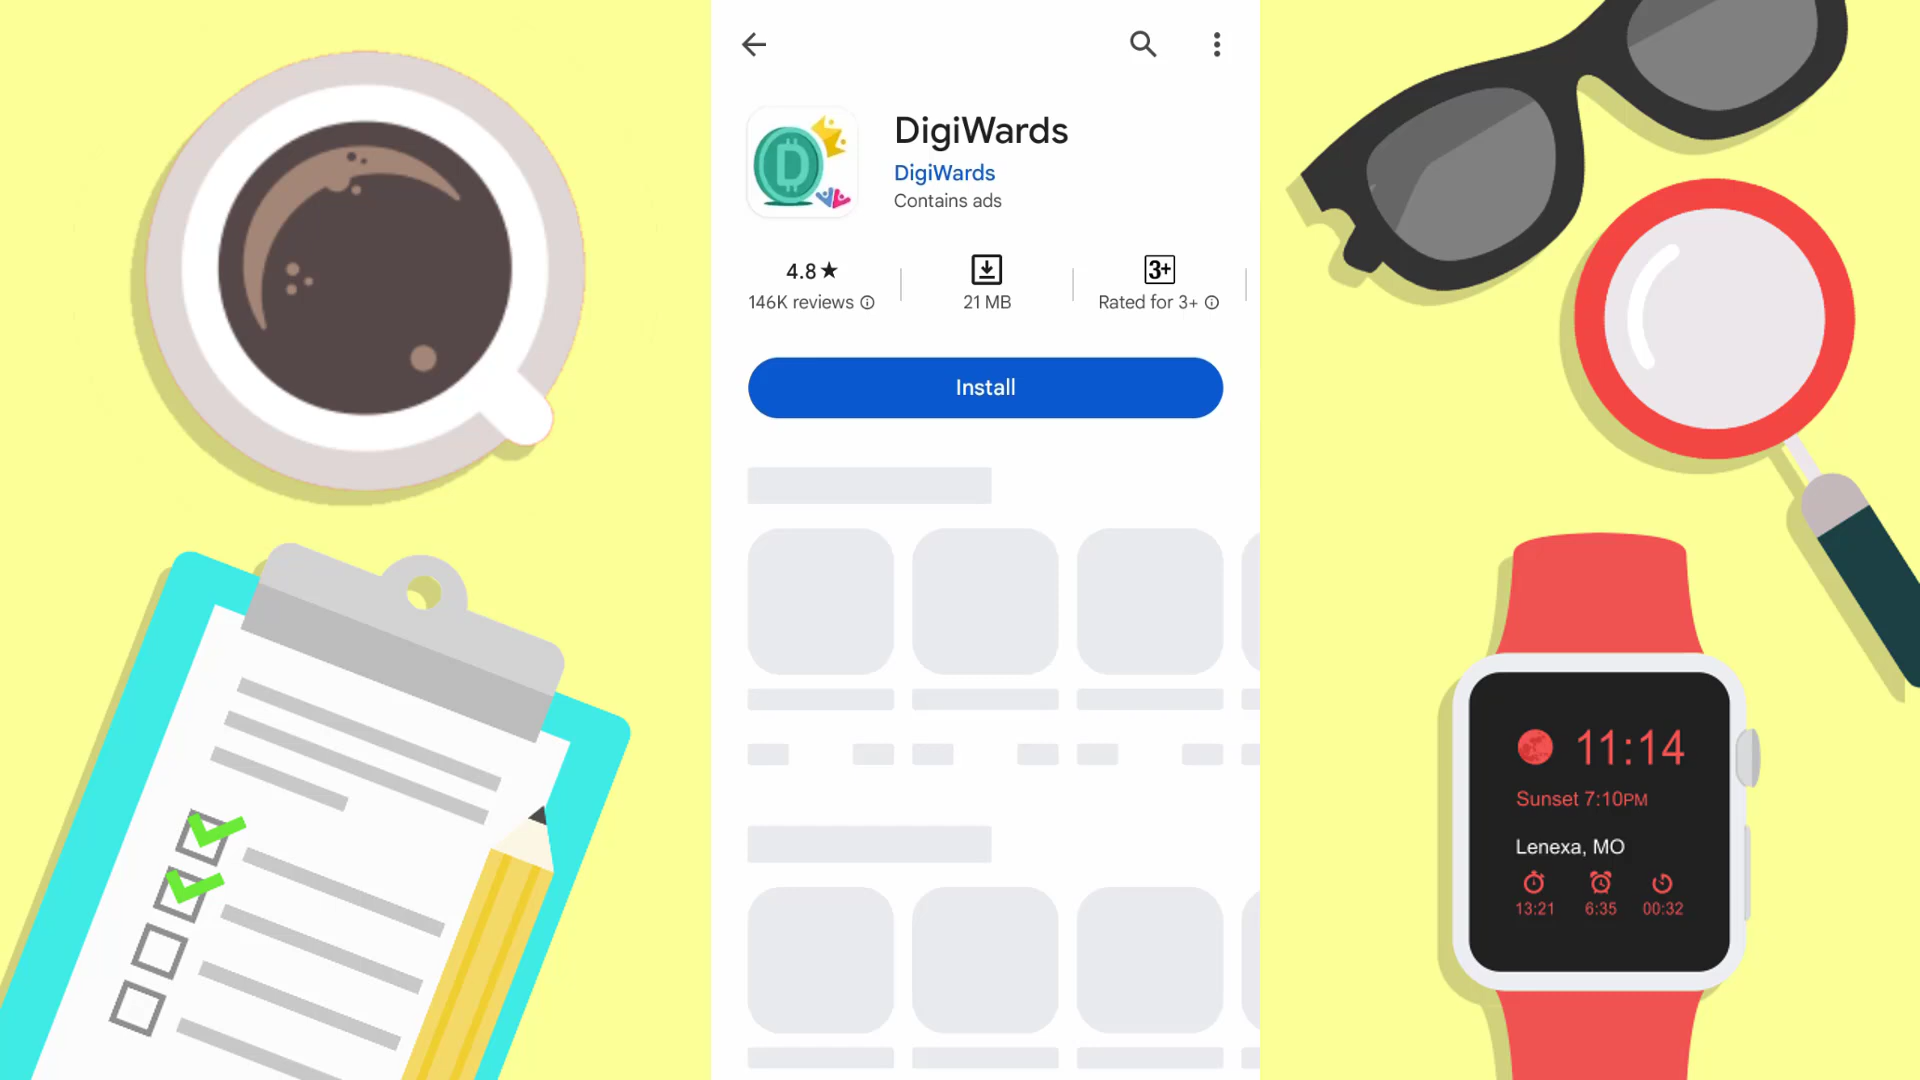 DigiWards
DigiWards
Contains ads
4.8★
146K reviews
21 MB
3+
Rated for 3+
Install
11:14
Sunset 7:10PM
Lenexa, MO
13:21 6:35 00:32